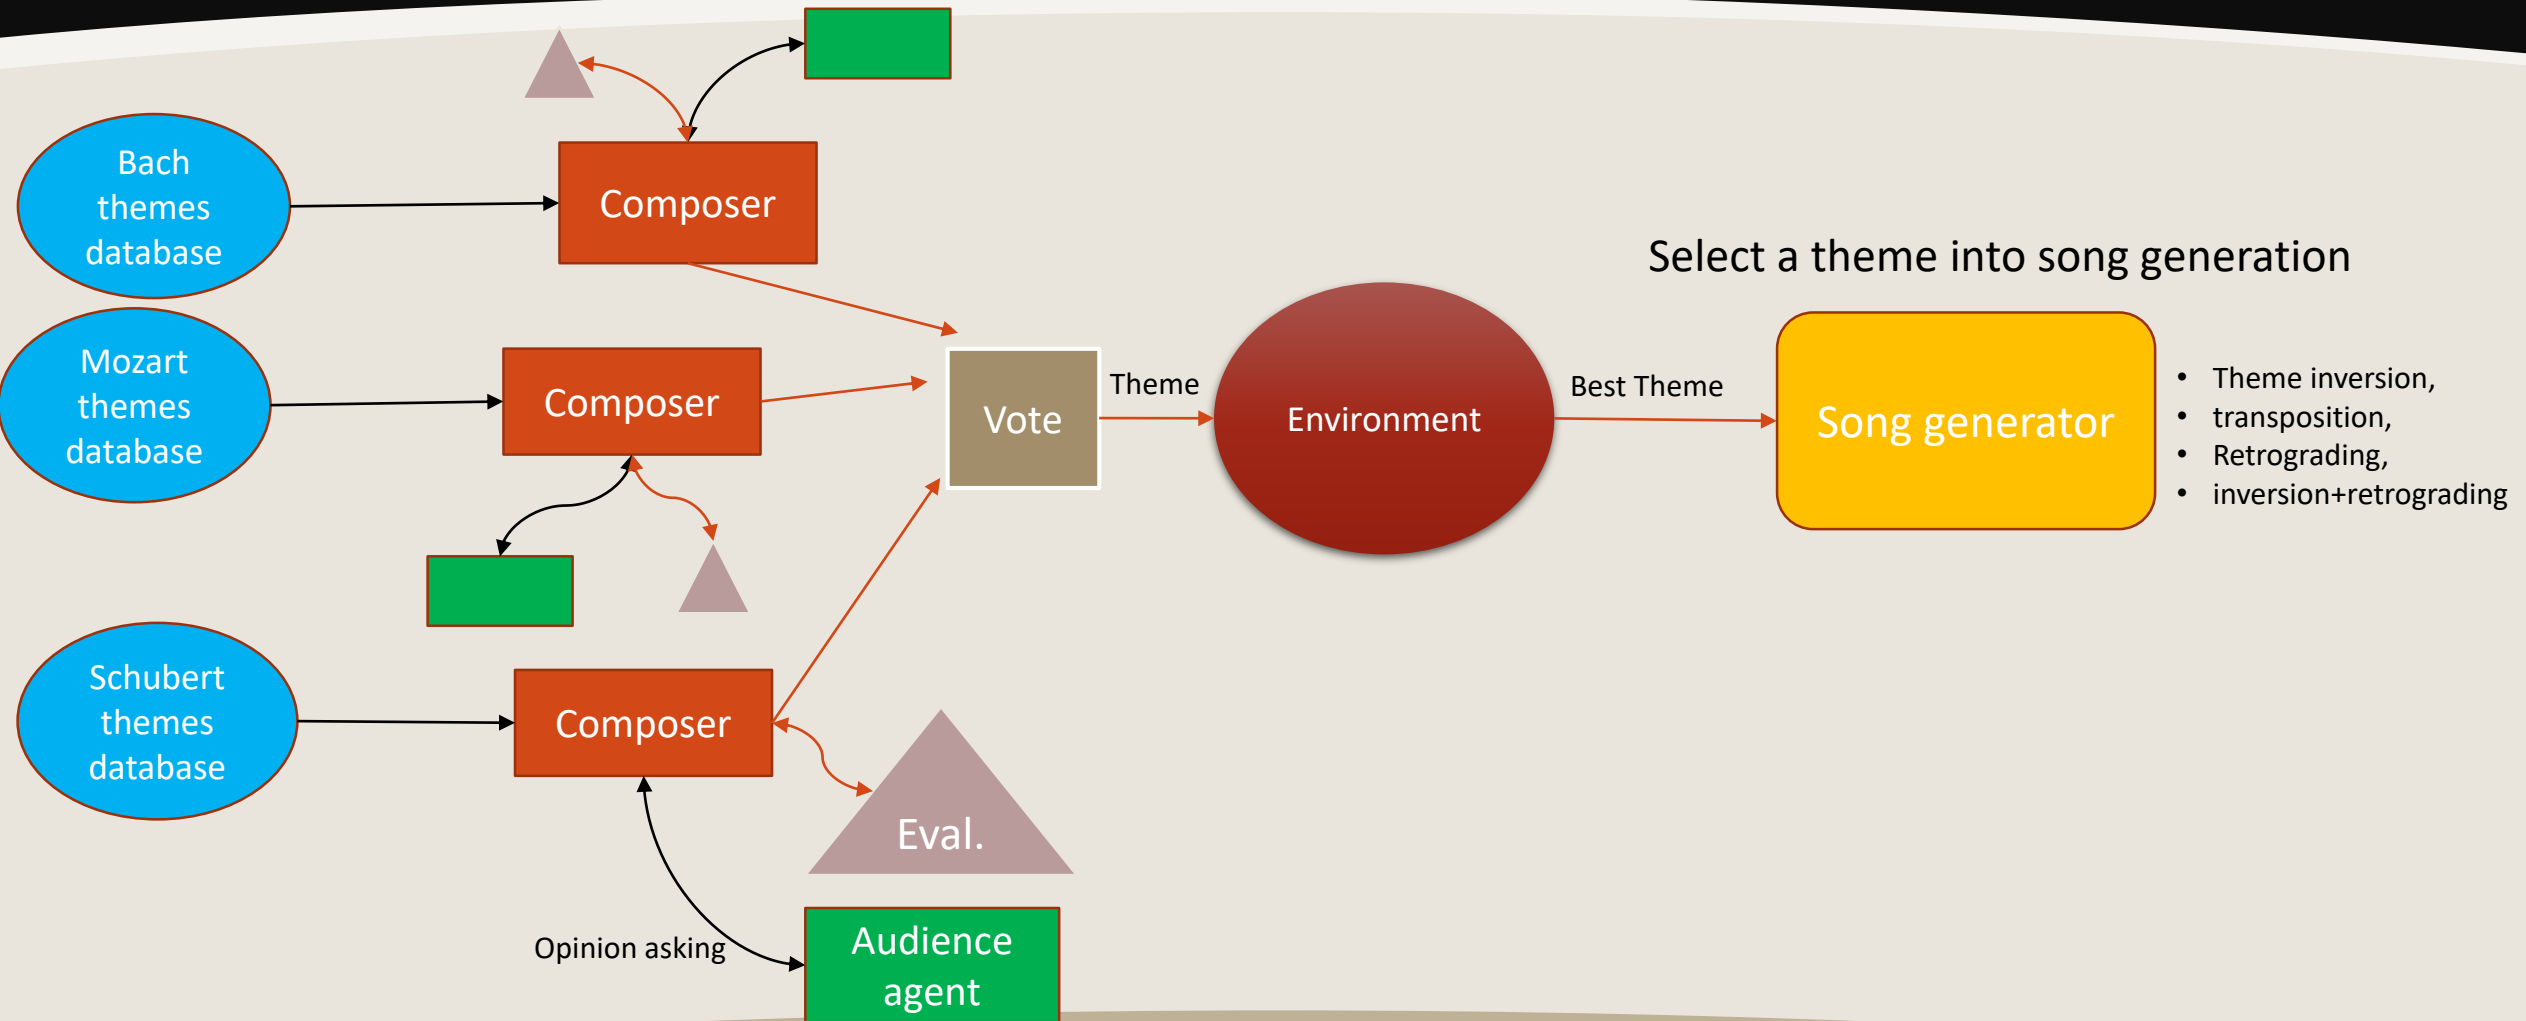 Bach
themes
database
Composer
Mozart
themes
database
Composer
Schubert
themes
database
Composer
Eval.
Opinion asking
Audience
agent
Vote
Theme
Environment
Best Theme
Select a theme into song generation
Song generator
• Theme inversion,
• transposition,
• Retrograding,
• inversion+retrograding